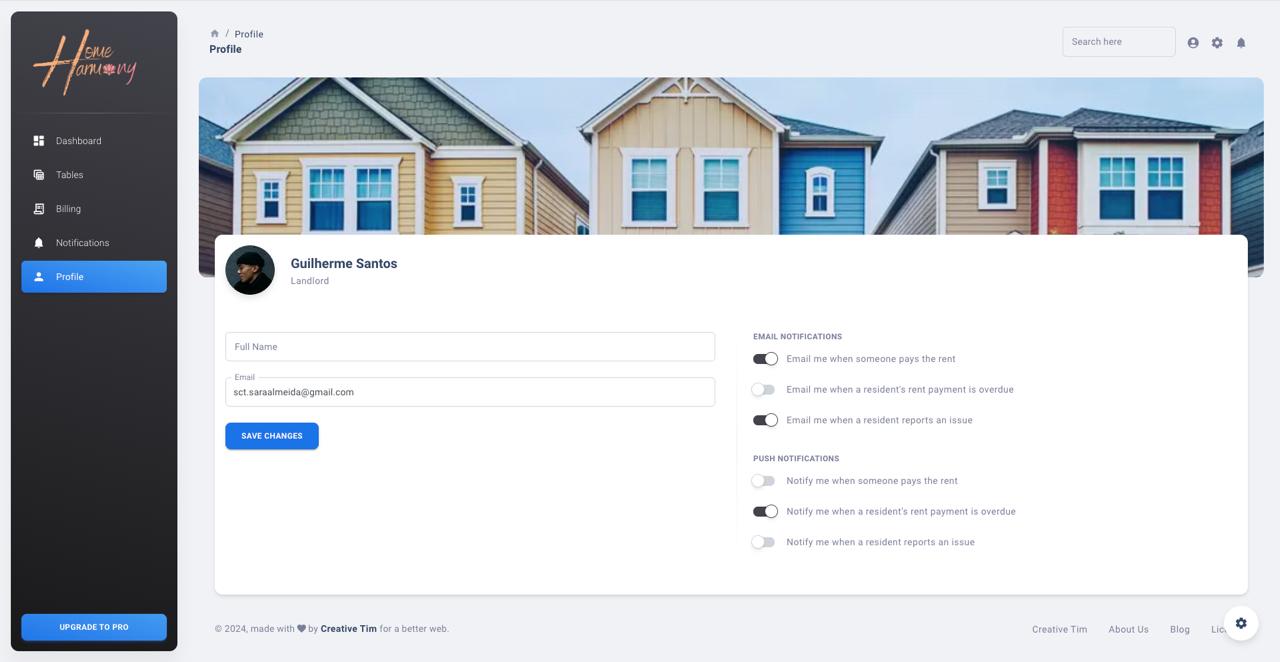 Home
Harmony
Dashboard
Tables
Billing
Notifications
Profile
UPGRADE TO PRO
/ Profile
Profile
Search here
Guilherme Santos
Landlord
Full Name
Email
sct.saraalmeida@gmail.com
SAVE CHANGES
EMAIL NOTIFICATIONS
Email me when someone pays the rent
Email me when a resident's rent payment is overdue
Email me when a resident reports an issue
PUSH NOTIFICATIONS
Notify me when someone pays the rent
Notify me when a resident's rent payment is overdue
Notify me when a resident reports an issue
© 2024, made with ♥ by Creative Tim for a better web.
Creative Tim About Us Blog